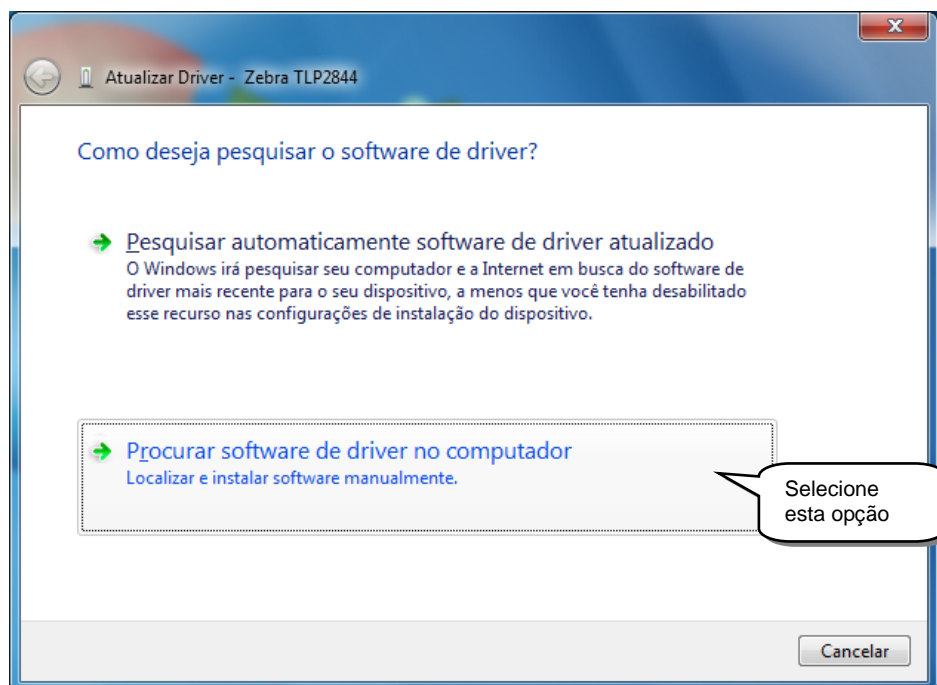 Atualizar Driver - Zebra TLP2844
Como deseja pesquisar o software de driver?
Pesquisar automaticamente software de driver atualizado
O Windows irá pesquisar seu computador e a Internet em busca do software de
driver mais recente para o seu dispositivo, a menos que você tenha desabilitado
esse recurso nas configurações de instalação do dispositivo.
Procurar software de driver no computador
Localizar e instalar software manualmente.
Selecione
esta opção
Cancelar